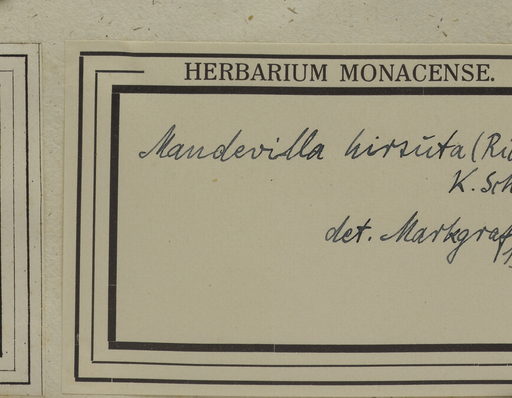 HERBARIUM MONACENSE.
Mandevilla hirsuta (Ri
K. Sch
det. Markgraf